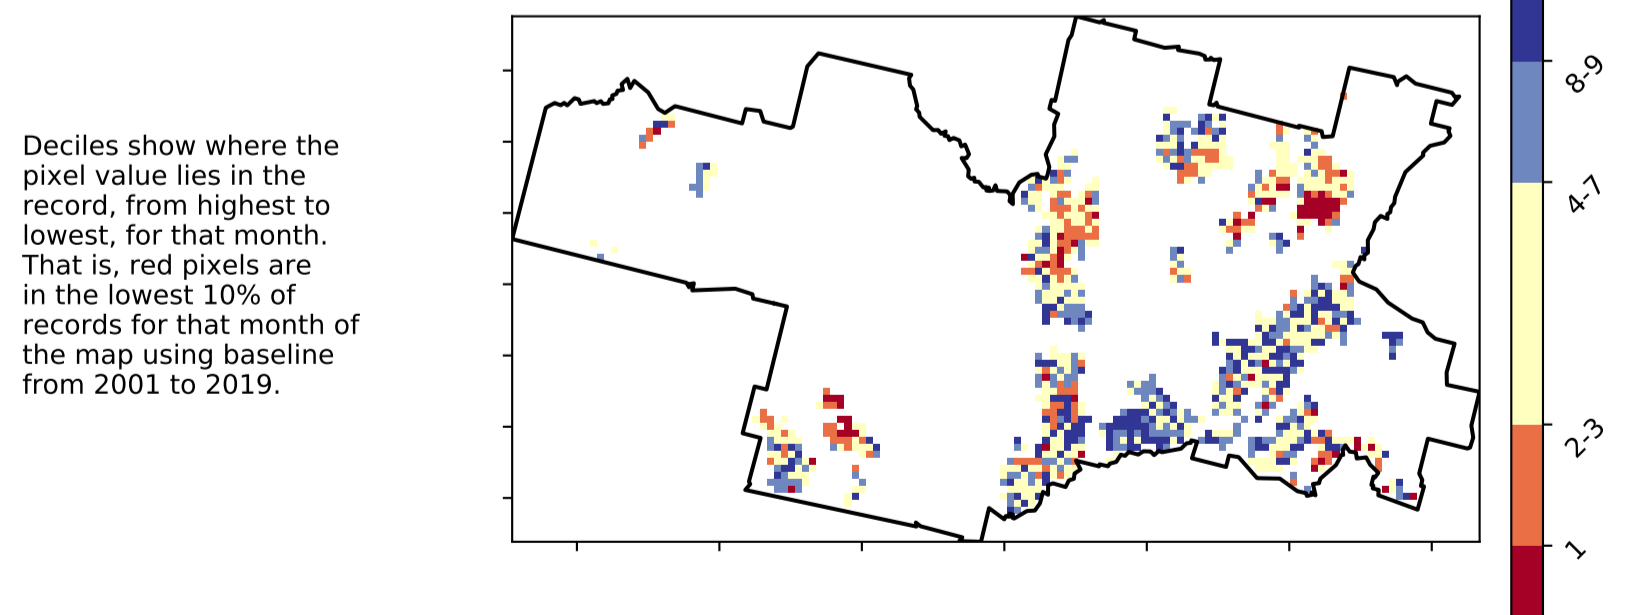 Deciles show where the
pixel value lies in the
record, from highest to
lowest, for that month.
That is, red pixels are
in the lowest 10% of
records for that month of
the map using baseline
from 2001 to 2019.
8-9
4-7
2-3
1